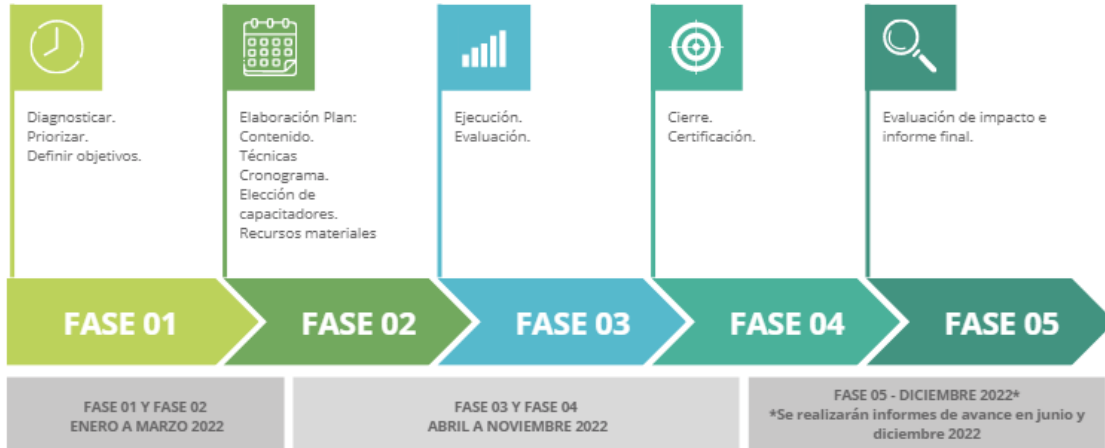 Diagnosticar.
Priorizar.
Definir objetivos.
Elaboración Plan:
Contenido.
Técnicas
Cronograma.
Elección de
capacitadores.
Recursos materiales
Ejecución.
Evaluación.
Cierre.
Certificación.
Evaluación de impacto e
informe final.
FASE 01
FASE 02
FASE 03
FASE 04
FASE 05
FASE 01 Y FASE 02
ENERO A MARZO 2022
FASE 03 Y FASE 04
ABRIL A NOVIEMBRE 2022
FASE 05 - DICIEMBRE 2022*
*Se realizarán informes de avance en junio y
diciembre 2022